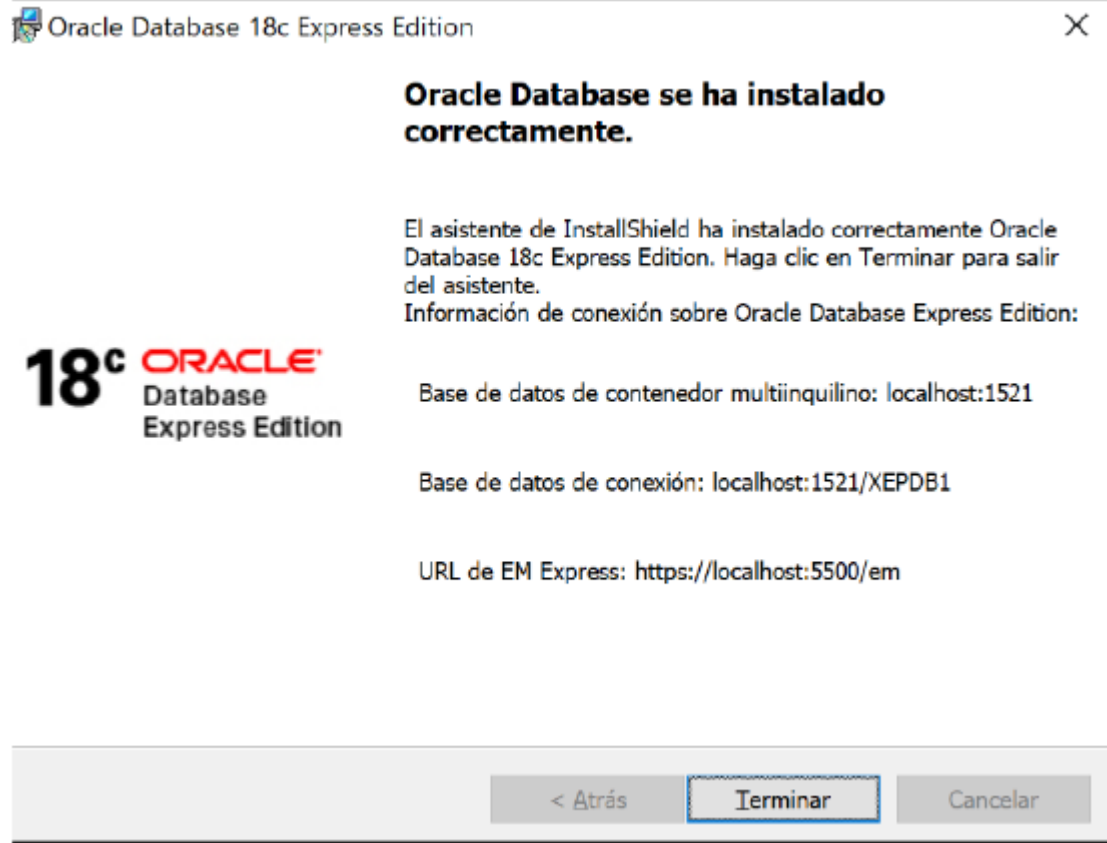 Oracle Database 18c Express Edition
Oracle Database se ha instalado
correctamente.
El asistente de InstallShield ha instalado correctamente Oracle
Database 18c Express Edition. Haga clic en Terminar para salir
del asistente.
Información de conexión sobre Oracle Database Express Edition:
18c ORACLE
Database
Express Edition
Base de datos de contenedor multiinquilino: localhost:1521
Base de datos de conexión: localhost:1521/XEPDB1
URL de EM Express: https://localhost:5500/em
< Atrás
Terminar
Cancelar